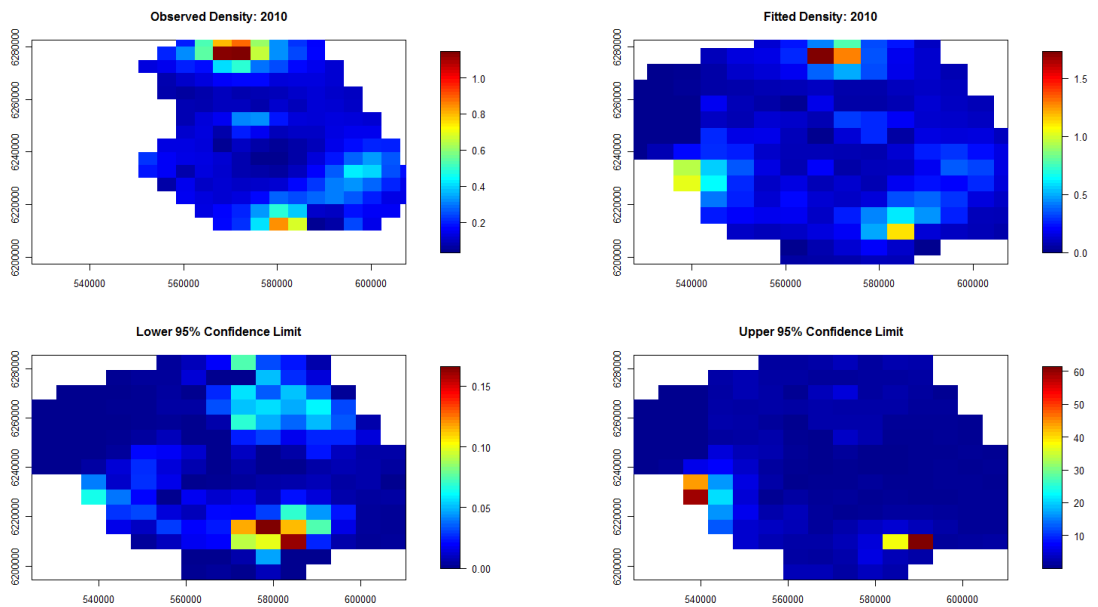 Observed Density: 2010
6200000 6220000 6240000 6260000 6280000
540000 560000 580000 600000
0.2 0.4 0.6 0.8 1.0
Fitted Density: 2010
6200000 6220000 6240000 6260000 6280000
540000 560000 580000 600000
0.0 0.5 1.0 1.5
Lower 95% Confidence Limit
6200000 6220000 6240000 6260000 6280000
540000 560000 580000 600000
0.00 0.05 0.10 0.15
Upper 95% Confidence Limit
6200000 6220000 6240000 6260000 6280000
540000 560000 580000 600000
10 20 30 40 50 60